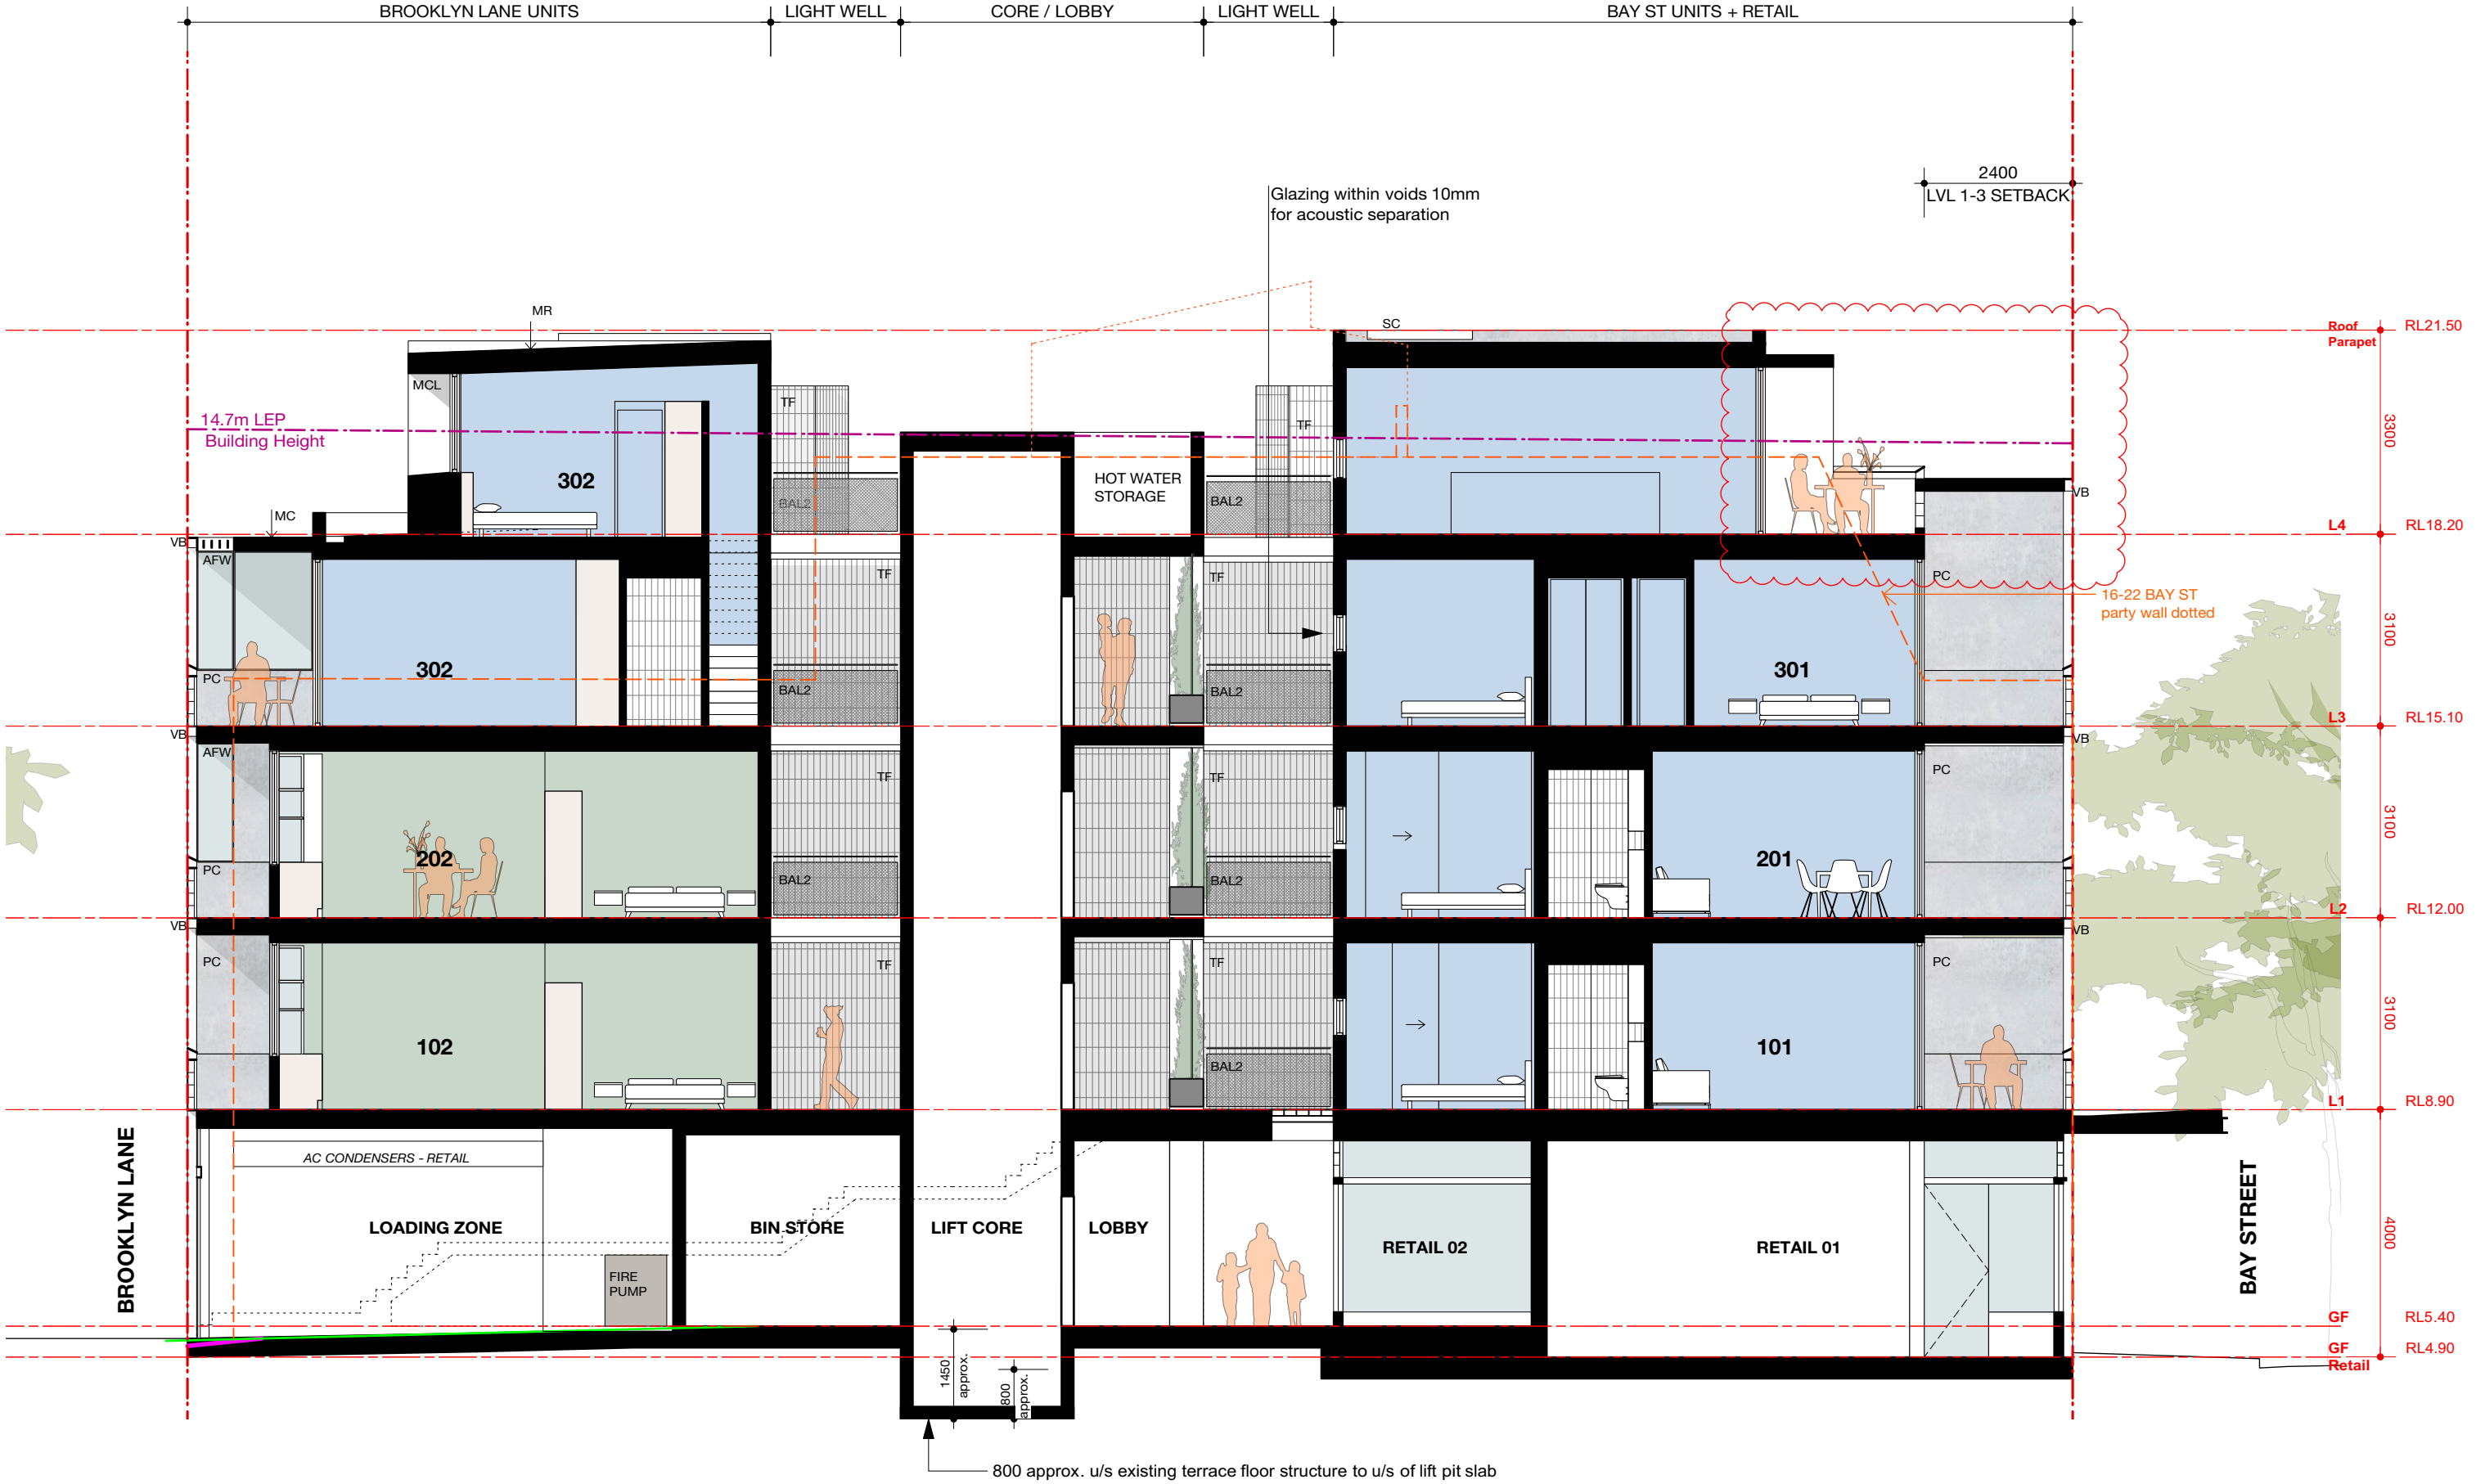 BROOKLYN LANE UNITS
LIGHT WELL
CORE / LOBBY
LIGHT WELL
BAY ST UNITS + RETAIL
2400
LVL 1-3 SETBACK
Glazing within voids 10mm
for acoustic separation
MR
SC
Roof
Parapet
RL21.50
MCL
TF
14.7m LEP
Building Height
TF
3300
302
HOT WATER
STORAGE
BAL2
BAL2
VB
MC
L4
RL18.20
VB
AFW
TF
TF
PC
16-22 BAY ST
party wall dotted
3100
302
301
PC
BAL2
BAL2
L3
RL15.10
VB
VB
AFW
TF
TF
PC
3100
202
201
PC
BAL2
BAL2
L2
RL12.00
VB
VB
PC
TF
TF
PC
3100
102
101
BAL2
L1
RL8.90
BROOKLYN LANE
AC CONDENSERS - RETAIL
LOADING ZONE
BIN STORE
LIFT CORE
LOBBY
RETAIL 02
RETAIL 01
BAY STREET
4000
FIRE
PUMP
GF
RL5.40
GF
Retail
RL4.90
1450
approx.
800
approx.
800 approx. u/s existing terrace floor structure to u/s of lift pit slab